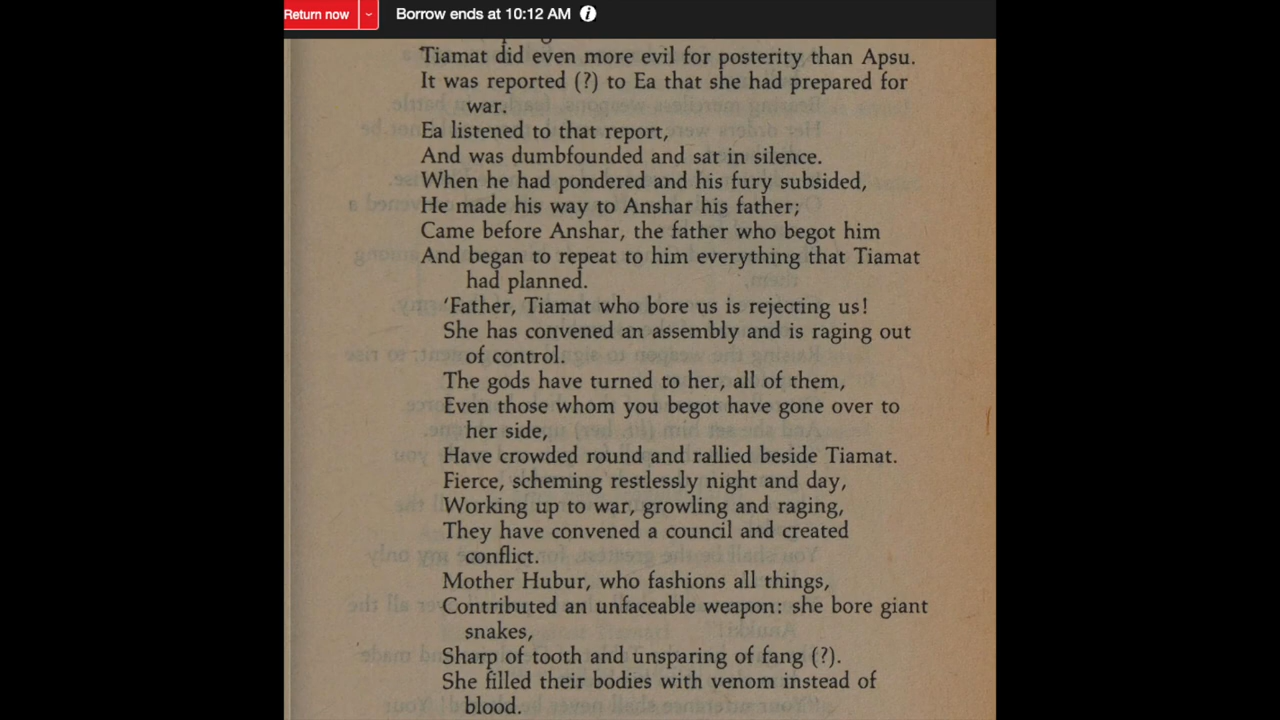 Return now
Borrow ends at 10:12 AM
Tiamat did even more evil for posterity than Apsu.
It was reported (?) to Ea that she had prepared for
war.
Ea listened to that report,
And was dumbfounded and sat in silence.
When he had pondered and his fury subsided,
He made his way to Anshar his father;
Came before Anshar, the father who begot him
And began to repeat to him everything that Tiamat
had planned.
‘Father, Tiamat who bore us is rejecting us!
She has convened an assembly and is raging out
of control.
The gods have turned to her, all of them,
Even those whom you begot have gone over to
her side,
Have crowded round and rallied beside Tiamat.
Fierce, scheming restlessly night and day,
Working up to war, growling and raging,
They have convened a council and created
conflict.
Mother Hubur, who fashions all things,
Contributed an unfaceable weapon: she bore giant
snakes,
Sharp of tooth and unsparing of fang (?).
She filled their bodies with venom instead of
blood.